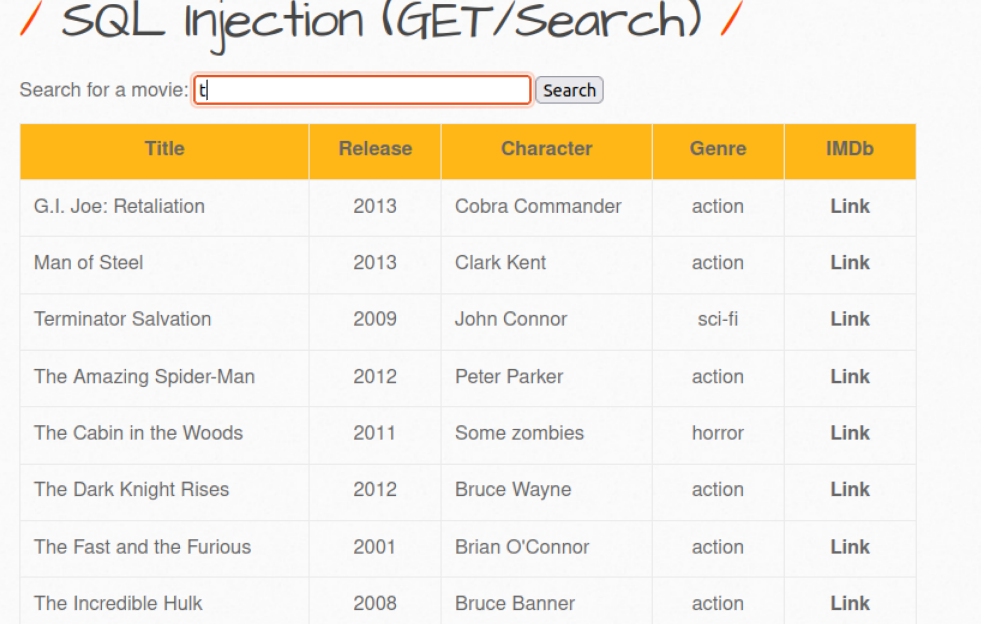 / SQL Injection (GET/Search) /
Search for a movie: t Search
Title Release Character Genre IMDb
G.I. Joe: Retaliation 2013 Cobra Commander action Link
Man of Steel 2013 Clark Kent action Link
Terminator Salvation 2009 John Connor sci-fi Link
The Amazing Spider-Man 2012 Peter Parker action Link
The Cabin in the Woods 2011 Some zombies horror Link
The Dark Knight Rises 2012 Bruce Wayne action Link
The Fast and the Furious 2001 Brian O'Connor action Link
The Incredible Hulk 2008 Bruce Banner action Link